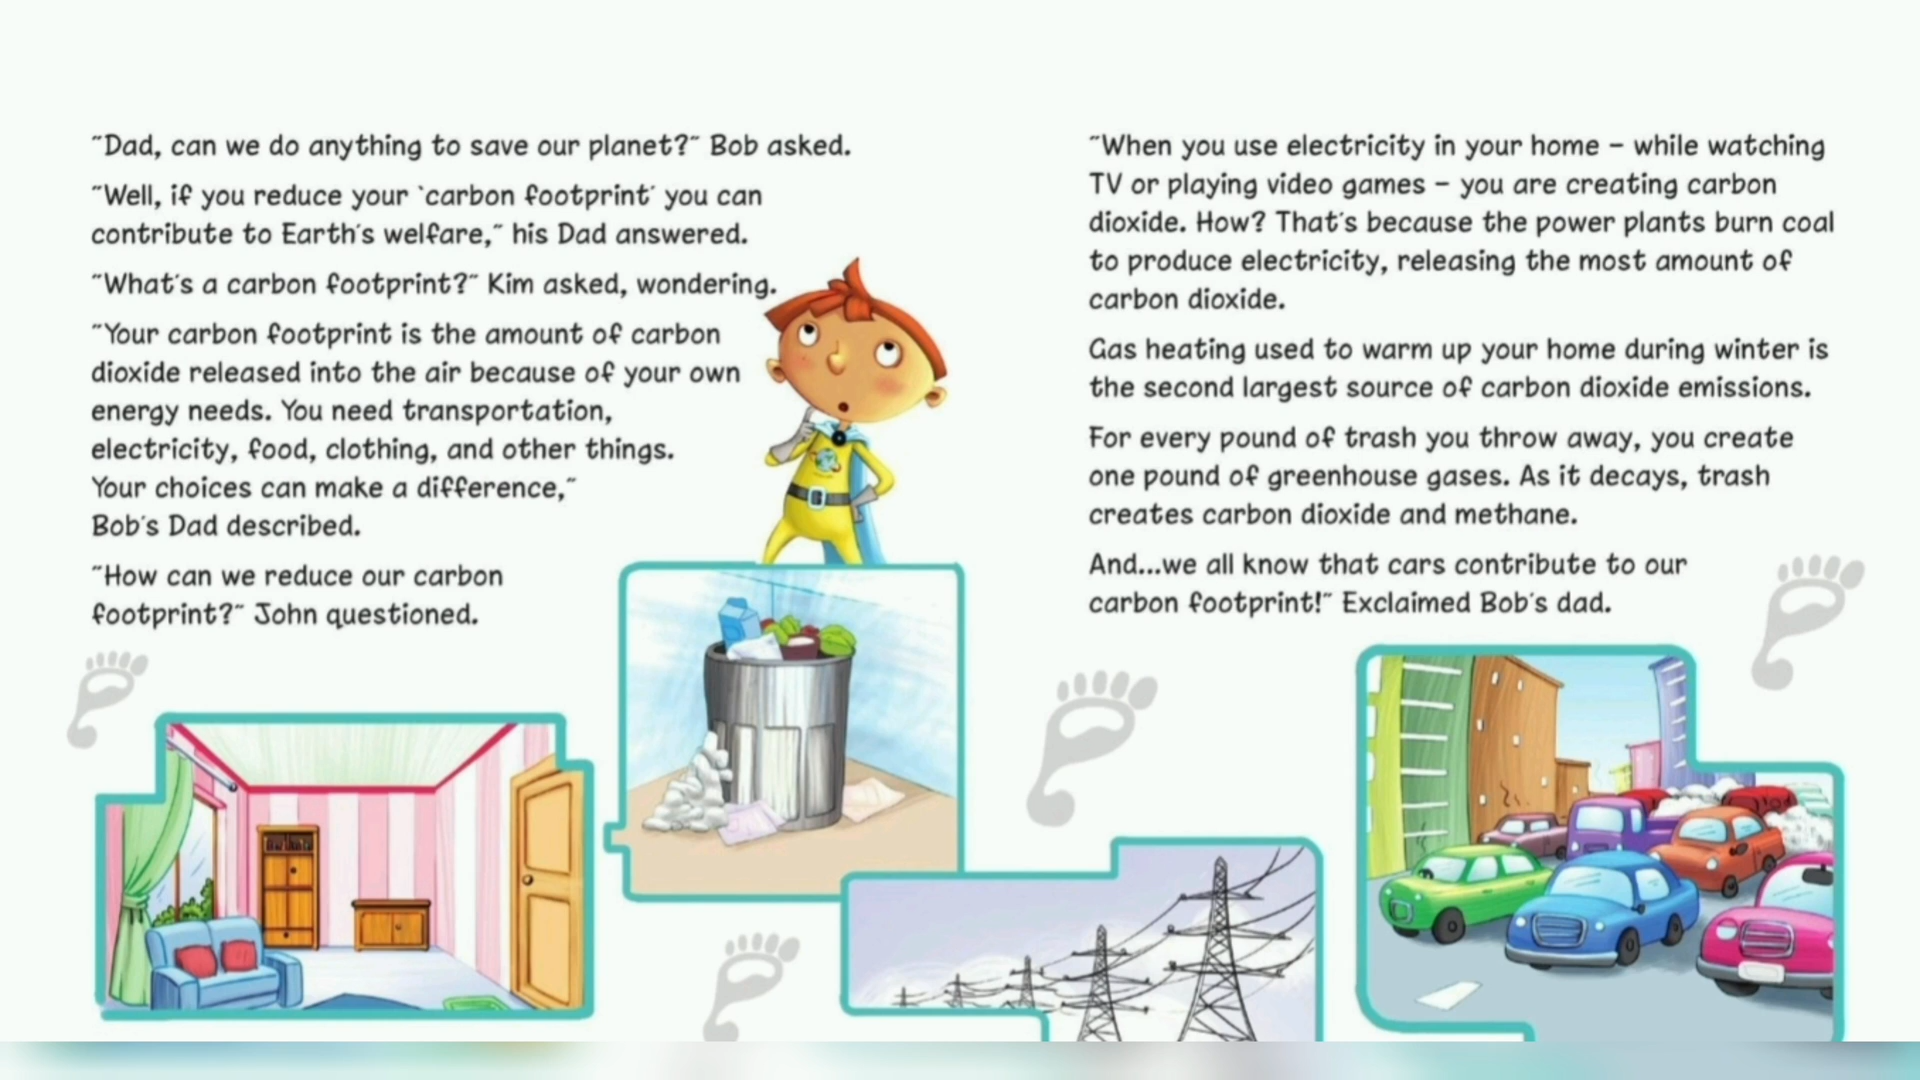 "Dad, can we do anything to save our planet?" Bob asked.
"Well, if you reduce your `carbon footprint´ you can
contribute to Earth's welfare," his Dad answered.
"What's a carbon footprint?" Kim asked, wondering.
"Your carbon footprint is the amount of carbon
dioxide released into the air because of your own
energy needs. You need transportation,
electricity, food, clothing, and other things.
Your choices can make a difference,"
Bob's Dad described.
"How can we reduce our carbon
footprint?" John questioned.
"When you use electricity in your home – while watching
TV or playing video games – you are creating carbon
dioxide. How? That's because the power plants burn coal
to produce electricity, releasing the most amount of
carbon dioxide.
Gas heating used to warm up your home during winter is
the second largest source of carbon dioxide emissions.
For every pound of trash you throw away, you create
one pound of greenhouse gases. As it decays, trash
creates carbon dioxide and methane.
And...we all know that cars contribute to our
carbon footprint!" Exclaimed Bob's dad.